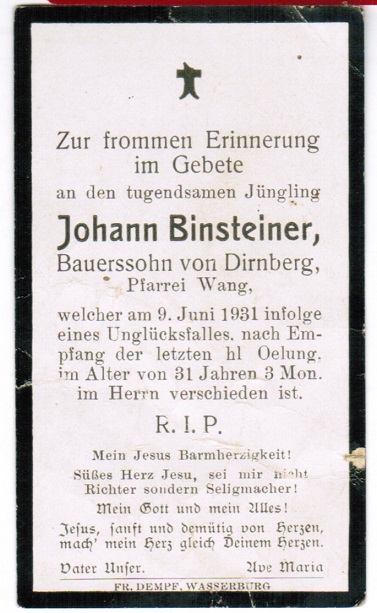 Zur frommen Erinnerung
im Gebete
an den tugendsamen Jüngling
Johann Binsteiner,
Bauerssohn von Dirnberg,
Pfarrei Wang,
welcher am 9. Juni 1931 infolge
eines Unglücksfalles, nach Em-
pfang der letzten hl Oelung,
im Alter von 31 Jahren 3 Mon.
im Herrn verschieden ist.
R. I. P.
Mein Jesus Barmherzigkeit!
Süßes Herz Jesu, sei mir nicht
Richter sondern Seligmacher!
Mein Gott und mein Alles!
Jesus, sanft und demütig von Herzen,
mach' mein Herz gleich Deinem Herzen.
Vater Unser. Ave Maria
FR. DEMPF, WASSERBURG